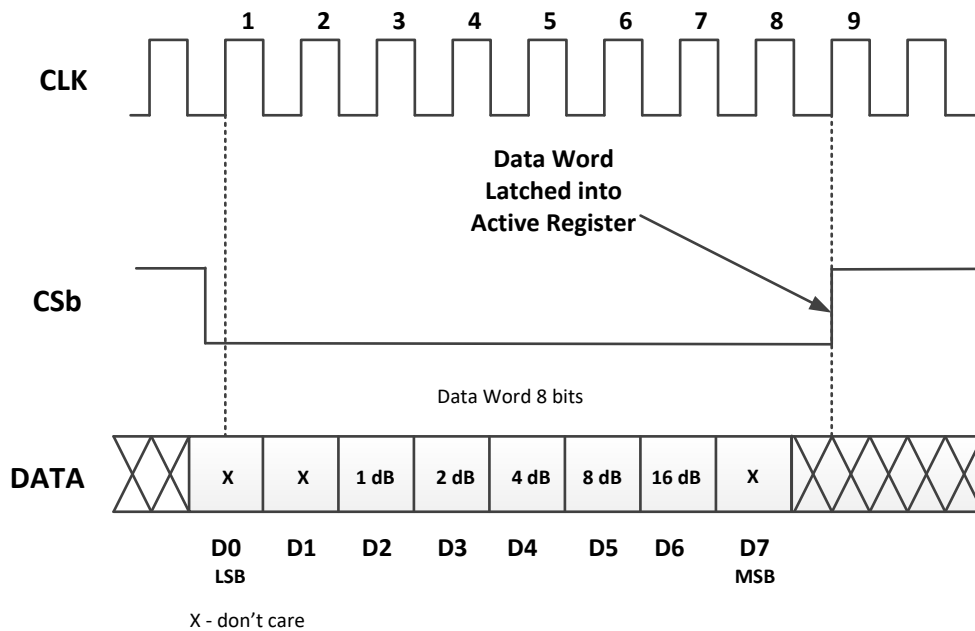 1 2 3 4 5 6 7 8 9
CLK
Data Word
Latched into
Active Register
CSb
Data Word 8 bits
DATA
X X 1 dB 2 dB 4 dB 8 dB 16 dB X
D0 D1 D2 D3 D4 D5 D6 D7
LSB MSB
X - don't care